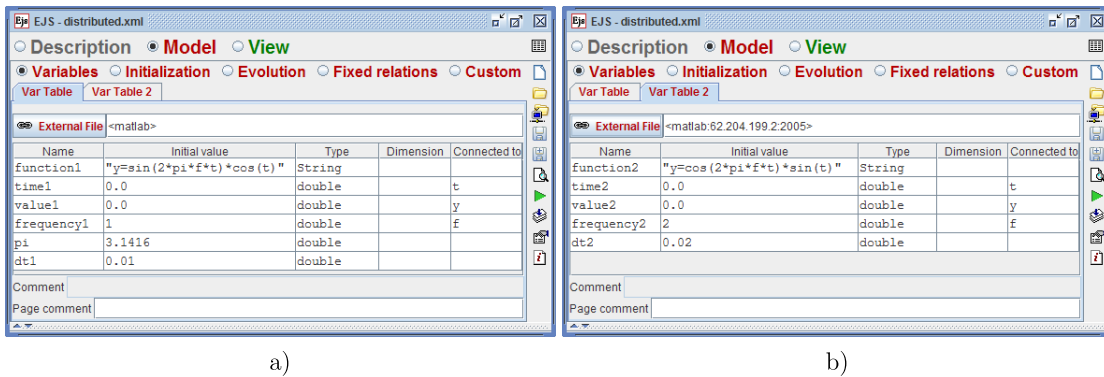 EJS - distributed.xml
Description Model View
Variables Initialization Evolution Fixed relations Custom
Var Table Var Table 2
External File <matlab>
Name Initial value Type Dimension Connected to
function1 "y=sin(2*pi*f*t)*cos(t)" String
time1 0.0 double t
value1 0.0 double y
frequency1 1 double f
pi 3.1416 double
dt1 0.01 double
Comment
Page comment
a)
EJS - distributed.xml
Description Model View
Variables Initialization Evolution Fixed relations Custom
Var Table Var Table 2
External File <matlab:62.204.199.2:2005>
Name Initial value Type Dimension Connected to
function2 "y=cos(2*pi*f*t)*sin(t)" String
time2 0.0 double t
value2 0.0 double y
frequency2 2 double f
dt2 0.02 double
Comment
Page comment
b)